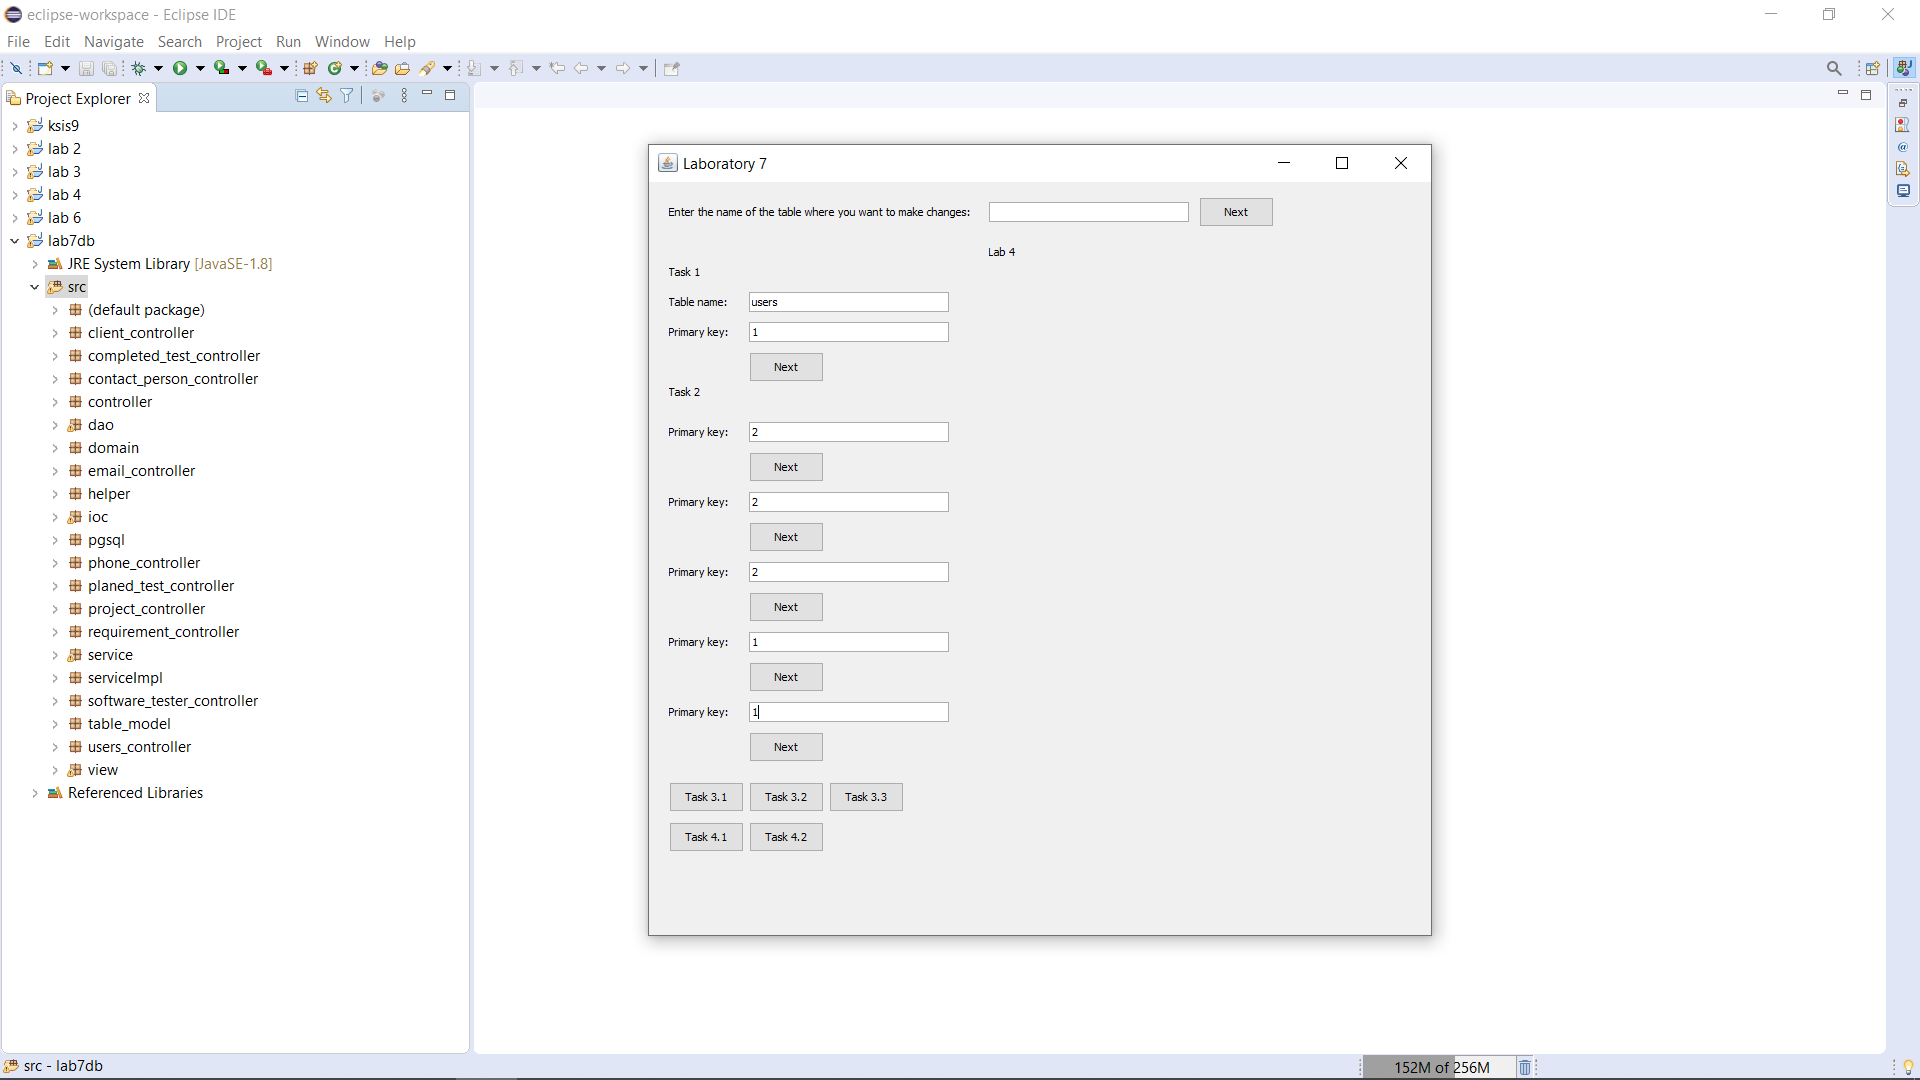 eclipse-workspace - Eclipse IDE
File Edit Navigate Search Project Run Window Help
Project Explorer
ksis9
lab 2
lab 3
lab 4
lab 6
lab7db
JRE System Library [JavaSE-1.8]
src
(default package)
client_controller
completed_test_controller
contact_person_controller
controller
dao
domain
email_controller
helper
ioc
pgsql
phone_controller
planed_test_controller
project_controller
requirement_controller
service
serviceImpl
software_tester_controller
table_model
users_controller
view
Referenced Libraries
Laboratory 7
Enter the name of the table where you want to make changes: Next
Lab 4
Task 1
Table name: users
Primary key: 1
Next
Task 2
Primary key: 2
Next
Primary key: 2
Next
Primary key: 2
Next
Primary key: 1
Next
Primary key: 1
Next
Task 3.1 Task 3.2 Task 3.3
Task 4.1 Task 4.2
src - lab7db
152M of 256M